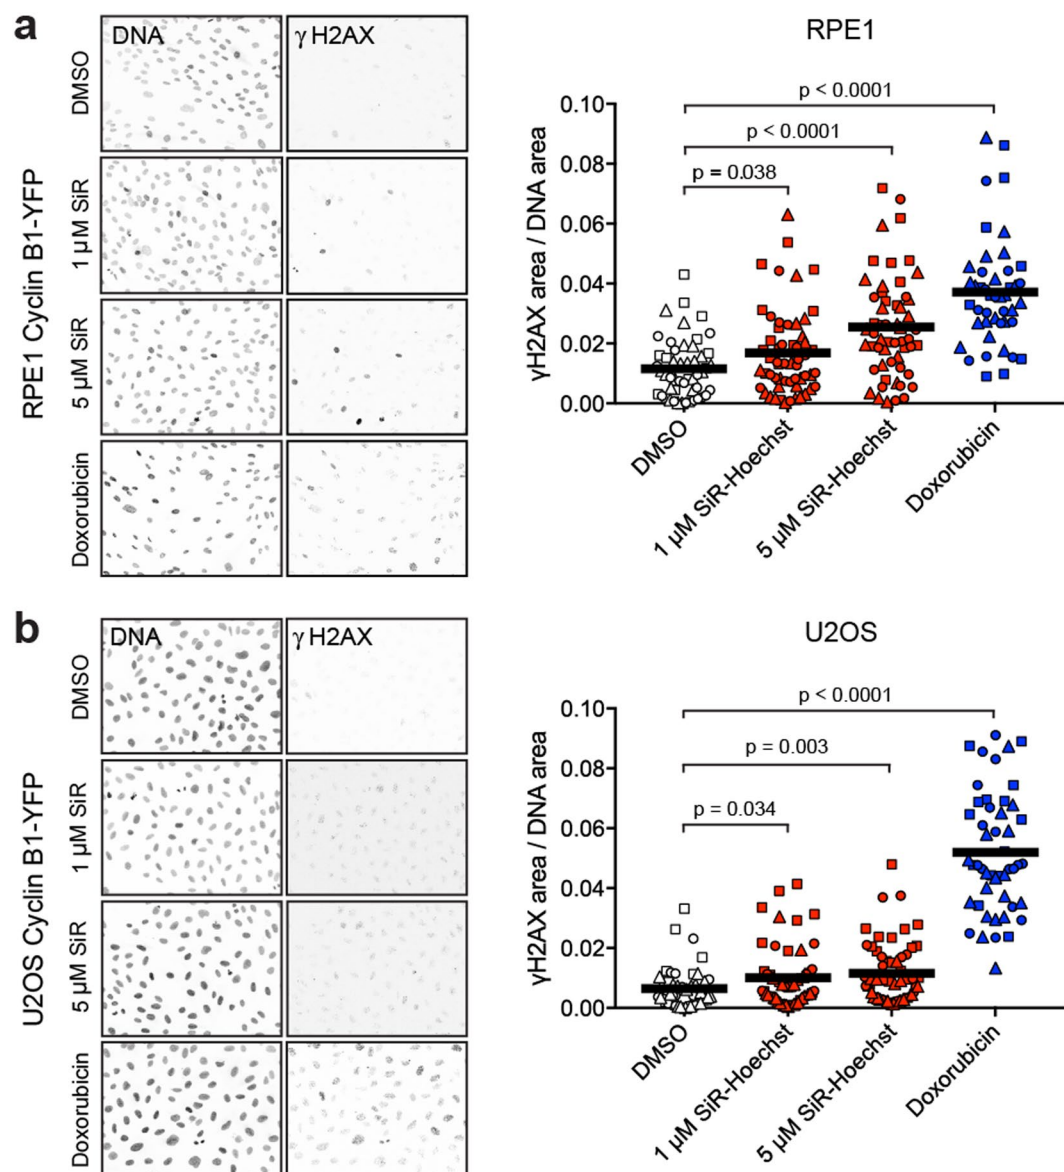 a
RPE1 Cyclin B1-YFP
DNA
γ H2AX
DMSO
1 µM SiR
5 µM SiR
Doxorubicin
RPE1
p < 0.0001
p < 0.0001
p = 0.038
γH2AX area / DNA area
0.10
0.08
0.06
0.04
0.02
0.00
DMSO
1 µM SiR-Hoechst
5 µM SiR-Hoechst
Doxorubicin
b
U2OS Cyclin B1-YFP
DNA
γ H2AX
DMSO
1 µM SiR
5 µM SiR
Doxorubicin
U2OS
p < 0.0001
p = 0.003
p = 0.034
γH2AX area / DNA area
0.10
0.08
0.06
0.04
0.02
0.00
DMSO
1 µM SiR-Hoechst
5 µM SiR-Hoechst
Doxorubicin